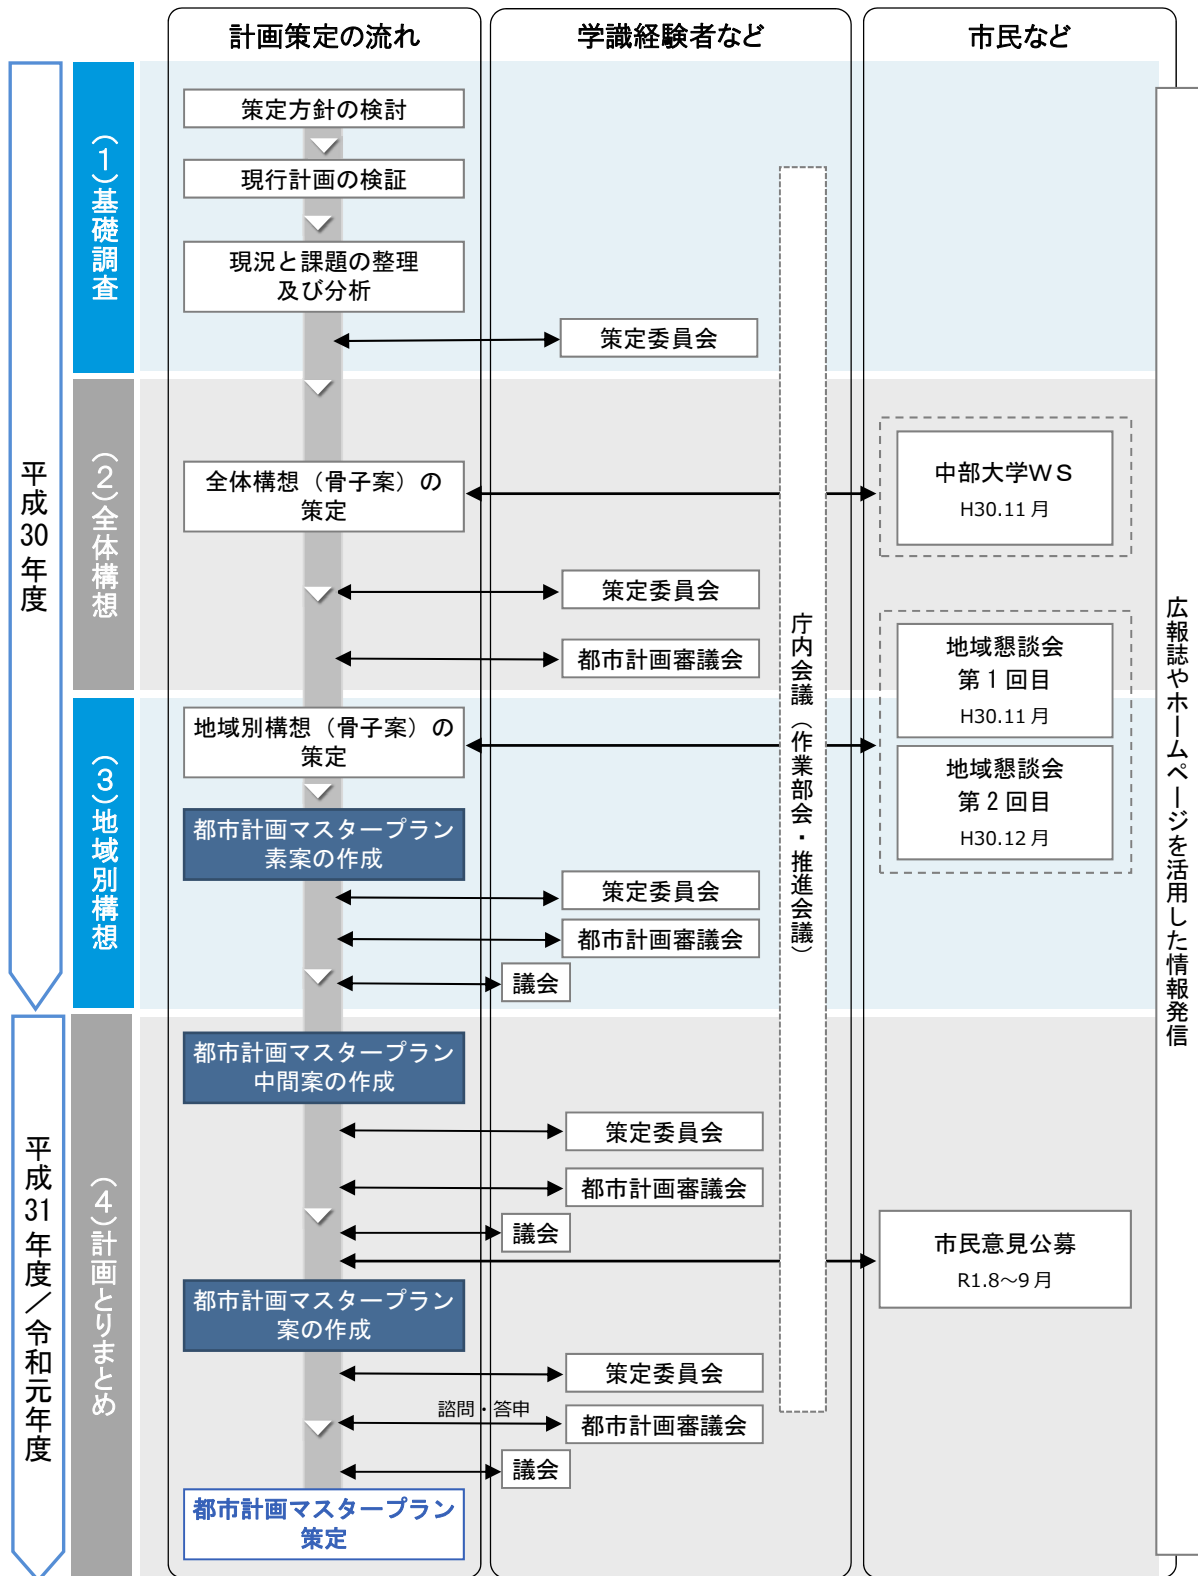 計画策定の流れ
学識経験者など
市民など
平成30年度
平成31年度／令和元年度
（1）基礎調査
策定方針の検討
現行計画の検証
現況と課題の整理
及び分析
策定委員会
（2）全体構想
全体構想（骨子案）の
策定
中部大学ＷＳ
H30.11月
策定委員会
都市計画審議会
（3）地域別構想
地域別構想（骨子案）の
策定
地域懇談会
第1回目
H30.11月
地域懇談会
第2回目
H30.12月
都市計画マスタープラン
素案の作成
策定委員会
都市計画審議会
議会
（4）計画とりまとめ
都市計画マスタープラン
中間案の作成
策定委員会
都市計画審議会
議会
市民意見公募
R1.8～9月
都市計画マスタープラン
案の作成
策定委員会
諮問・答申
都市計画審議会
議会
都市計画マスタープラン
策定
庁内会議（作業部会・推進会議）
広報誌やホームページを活用した情報発信